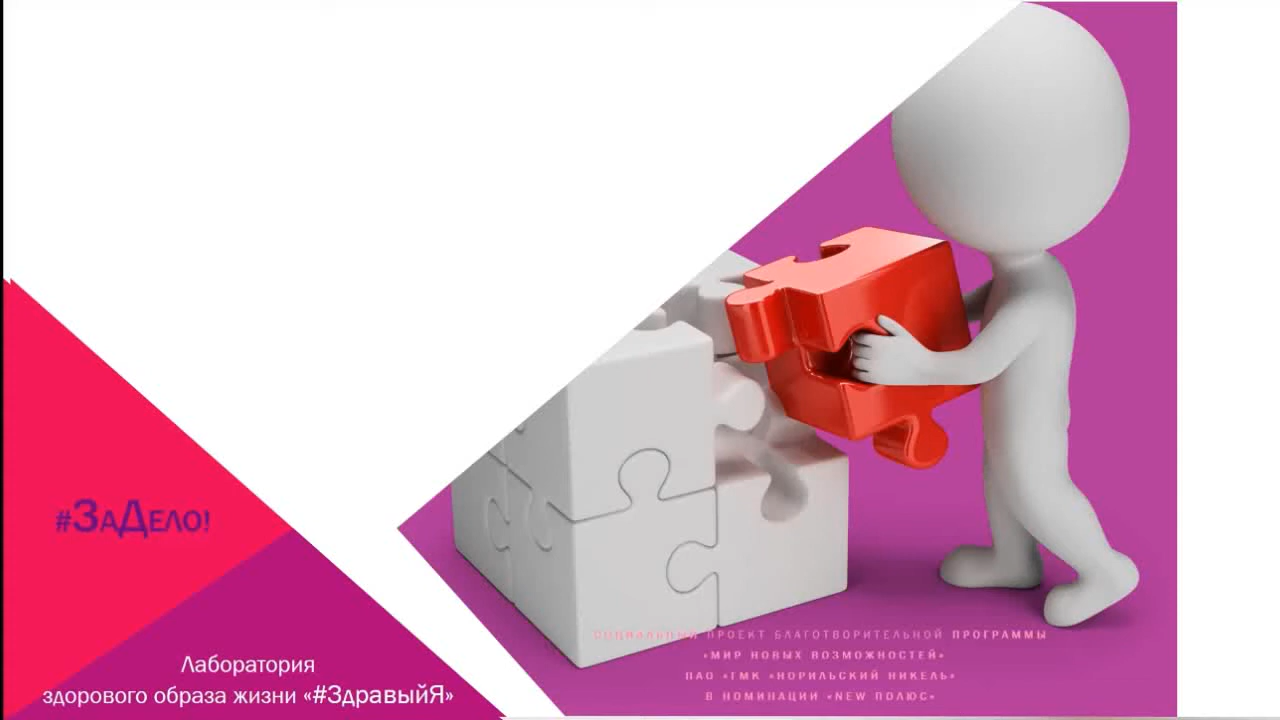 #ЗаДело!
Лаборатория
здорового образа жизни «#ЗдравыйЯ»
СОЦИАЛЬНЫЙ ПРОЕКТ БЛАГОТВОРИТЕЛЬНОЙ ПРОГРАММЫ
«МИР НОВЫХ ВОЗМОЖНОСТЕЙ»
ПАО «ГМК «НОРИЛЬСКИЙ НИКЕЛЬ»
В НОМИНАЦИИ «NEW ПОЛЮС»